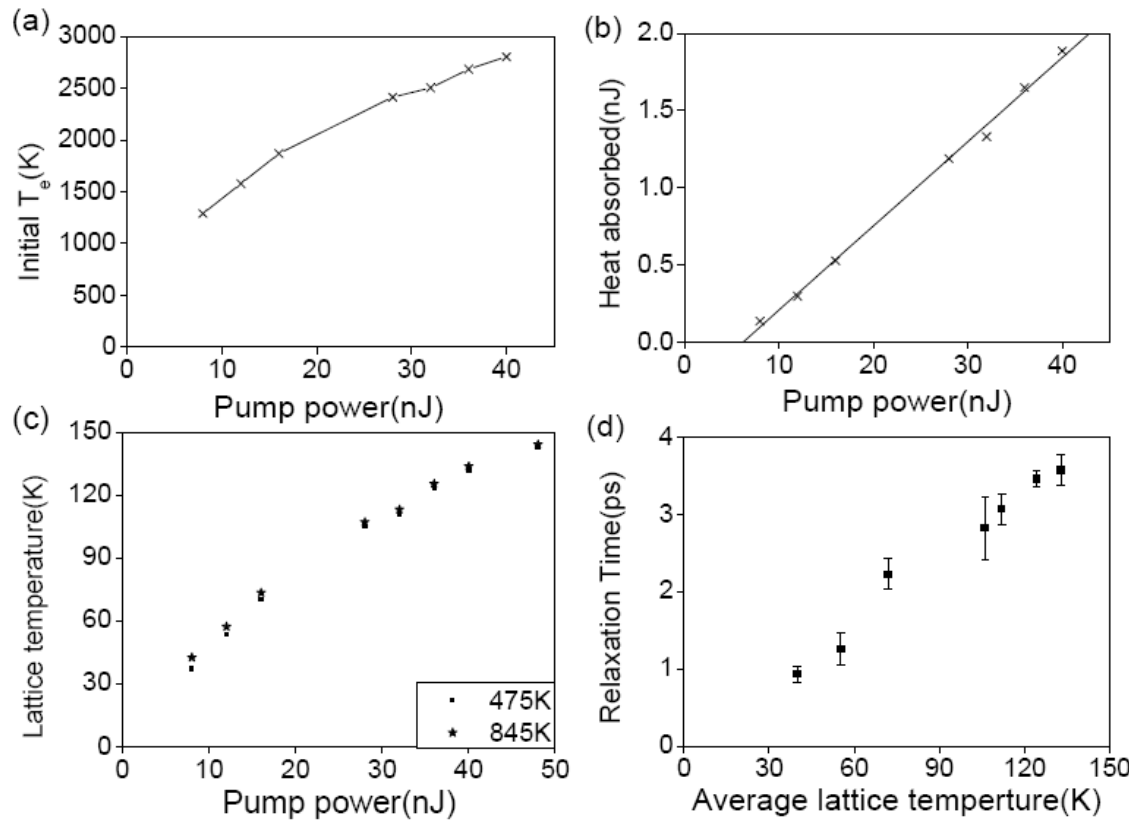 (a)
3000
2500
2000
1500
1000
500
0
Initial T_e(K)
0 10 20 30 40
Pump power(nJ)
(b)
2.0
1.5
1.0
0.5
0.0
Heat absorbed(nJ)
0 10 20 30 40
Pump power(nJ)
(c)
150
120
90
60
30
0
Lattice temperature(K)
475K
845K
0 10 20 30 40 50
Pump power(nJ)
(d)
4
3
2
1
0
Relaxation Time(ps)
0 30 60 90 120 150
Average lattice temperture(K)